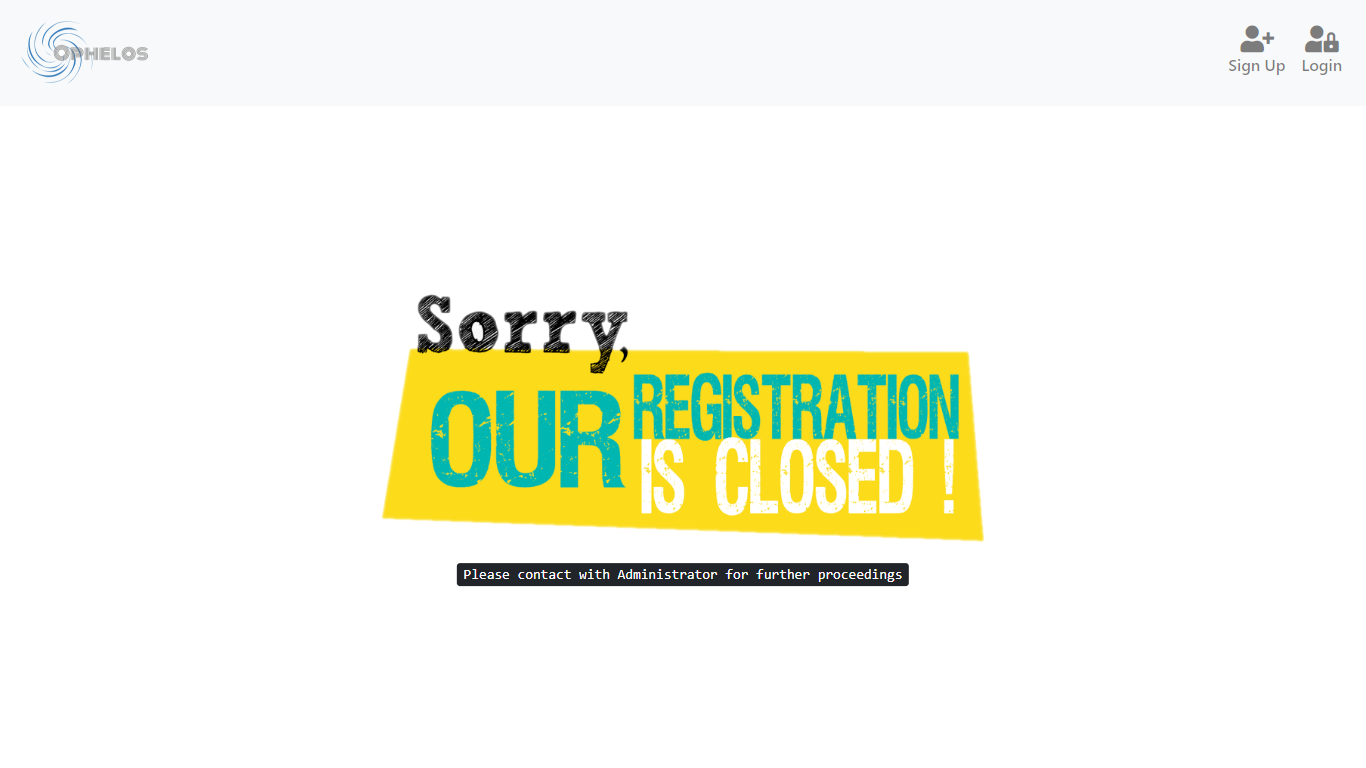 OPHELOS
Sign Up
Login
Sorry,
OUR
REGISTRATION
IS CLOSED !
Please contact with Administrator for further proceedings